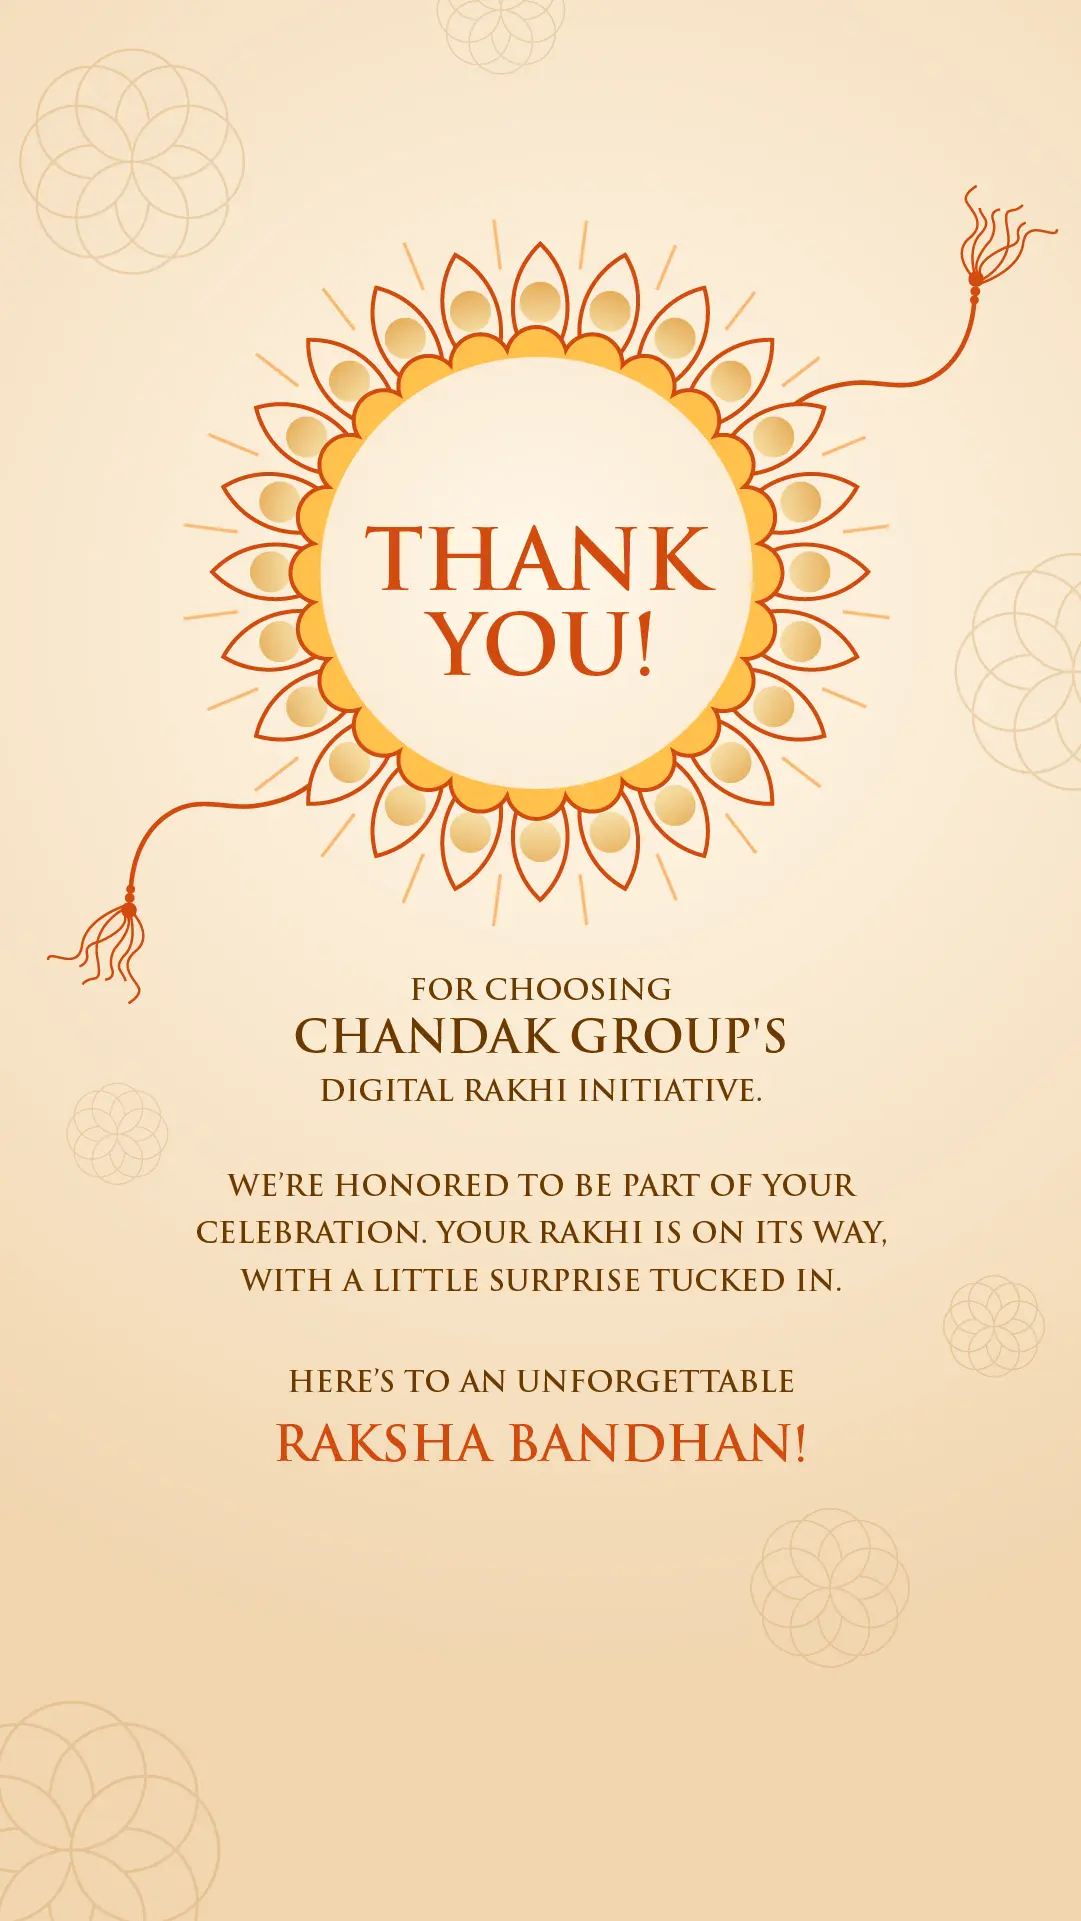 THANK
YOU!
FOR CHOOSING
CHANDAK GROUP'S
DIGITAL RAKHI INITIATIVE.
WE’RE HONORED TO BE PART OF YOUR
CELEBRATION. YOUR RAKHI IS ON ITS WAY,
WITH A LITTLE SURPRISE TUCKED IN.
HERE’S TO AN UNFORGETTABLE
RAKSHA BANDHAN!